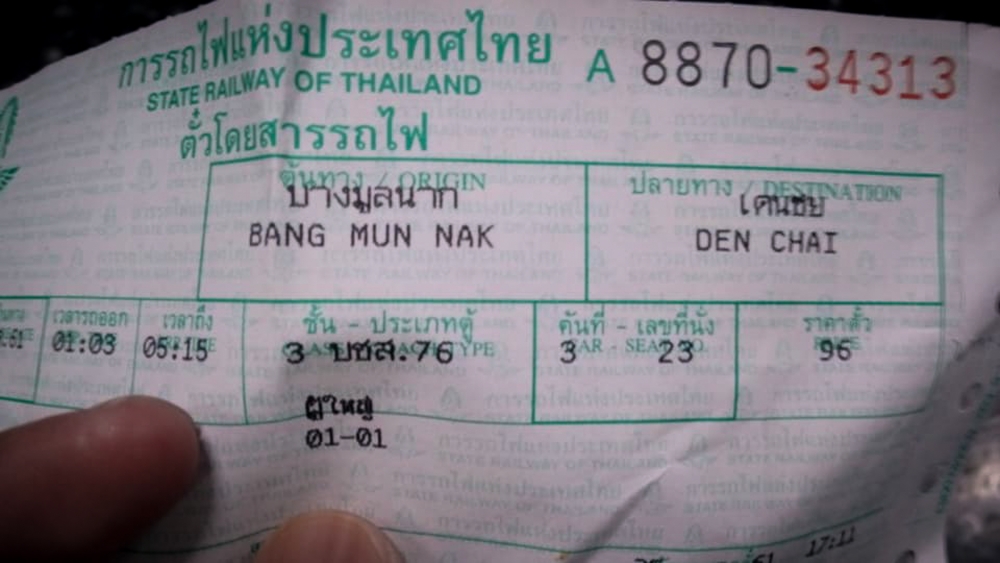 การรถไฟแห่งประเทศไทย A 8870-34313
STATE RAILWAY OF THAILAND
ตั๋วโดยสารรถไฟ
ต้นทาง / ORIGIN ปลายทาง / DESTINATION
บางมูลนาก เด่นชัย
BANG MUN NAK DEN CHAI
เวลารถออก เวลาถึง ชั้น - ประเภทตู้ คันที่ - เลขที่นั่ง ราคาตั๋ว
01:03 05:15 3 บชส.76 3 23 96
ผู้ใหญ่
01-01
17:11